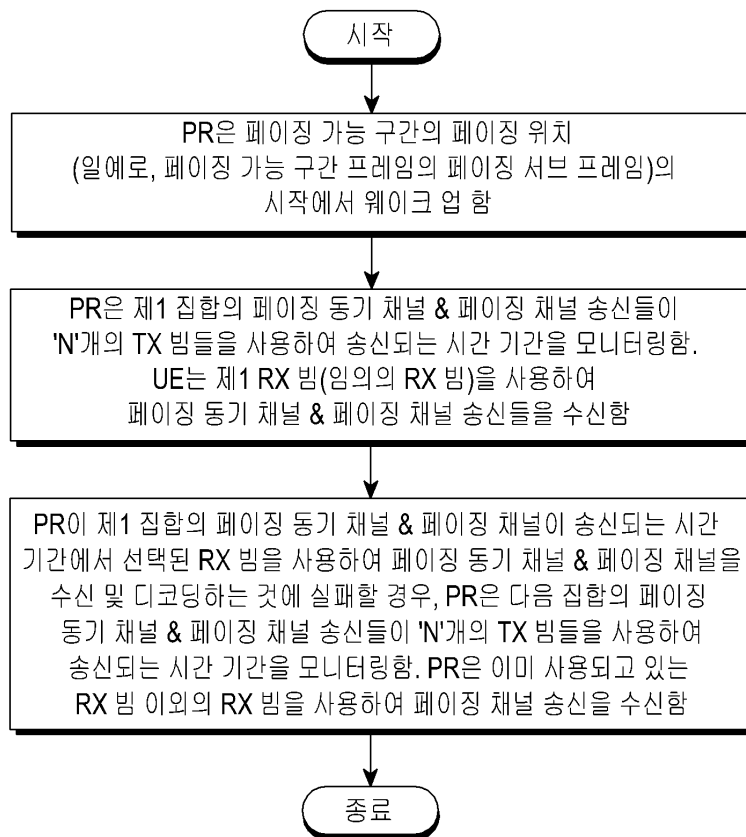 시작
PR은 페이징 가능 구간의 페이징 위치
(일예로, 페이징 가능 구간 프레임의 페이징 서브 프레임)의
시작에서 웨이크 업 함
PR은 제1 집합의 페이징 동기 채널 & 페이징 채널 송신들이
'N'개의 TX 빔들을 사용하여 송신되는 시간 기간을 모니터링함.
UE는 제1 RX 빔(임의의 RX 빔)을 사용하여
페이징 동기 채널 & 페이징 채널 송신들을 수신함
PR이 제1 집합의 페이징 동기 채널 & 페이징 채널이 송신되는 시간
기간에서 선택된 RX 빔을 사용하여 페이징 동기 채널 & 페이징 채널을
수신 및 디코딩하는 것에 실패할 경우, PR은 다음 집합의 페이징
동기 채널 & 페이징 채널 송신들이 'N'개의 TX 빔들을 사용하여
송신되는 시간 기간을 모니터링함. PR은 이미 사용되고 있는
RX 빔 이외의 RX 빔을 사용하여 페이징 채널 송신을 수신함
종료